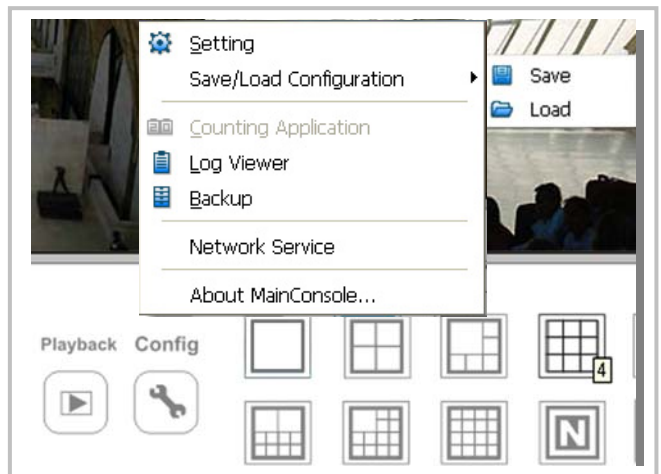 Setting
Save/Load Configuration
Save
Load
Counting Application
Log Viewer
Backup
Network Service
About MainConsole...
Playback Config
4
N